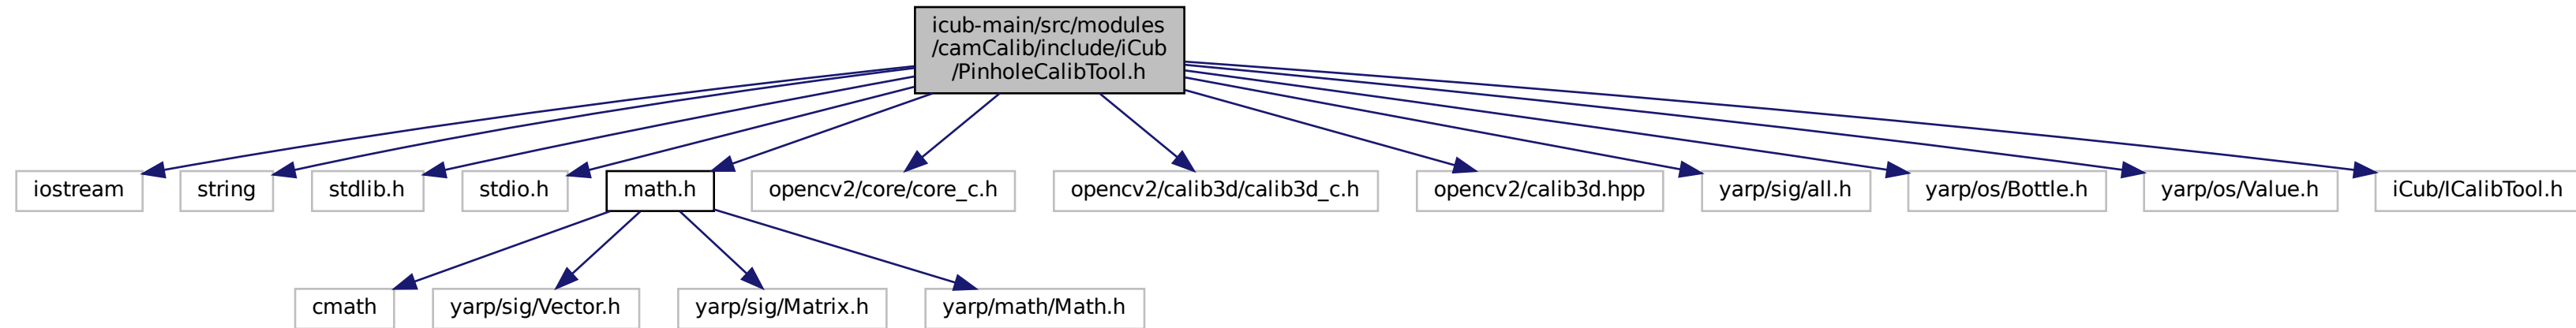 icub-main/src/modules
/camCalib/include/iCub
/PinholeCalibTool.h
iostream
string
stdlib.h
stdio.h
math.h
opencv2/core/core_c.h
opencv2/calib3d/calib3d_c.h
opencv2/calib3d.hpp
yarp/sig/all.h
yarp/os/Bottle.h
yarp/os/Value.h
iCub/ICalibTool.h
cmath
yarp/sig/Vector.h
yarp/sig/Matrix.h
yarp/math/Math.h